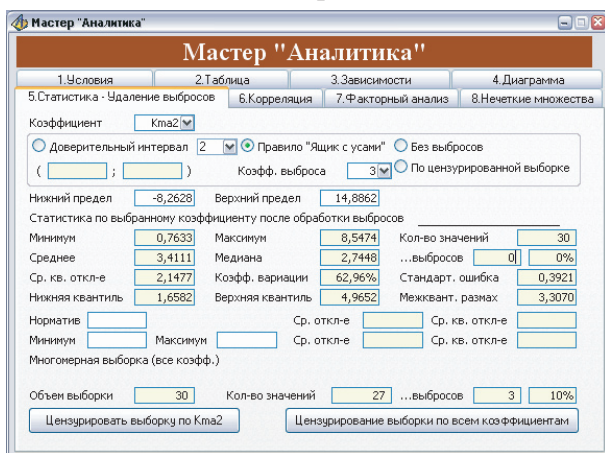 Мастер "Аналитика"
Мастер "Аналитика"
1.Условия 2.Таблица 3.Зависимости 4.Диаграмма
5.Статистика - Удаление выбросов 6.Корреляция 7.Факторный анализ 8.Нечеткие множества
Коэффициент Kma2
Доверительный интервал 2 Правило "Ящик с усами" Без выбросов
( ; ) Коэфф. выброса 3 По цензурированной выборке
Нижний предел -8,2628 Верхний предел 14,8862
Статистика по выбранному коэффициенту после обработки выбросов
Минимум 0,7633 Максимум 8,5474 Кол-во значений 30
Среднее 3,4111 Медиана 2,7448 ...выбросов 0 0%
Ср. кв. откл-е 2,1477 Коэфф. вариации 62,96% Стандарт. ошибка 0,3921
Нижняя квантиль 1,6582 Верхняя квантиль 4,9652 Межквант. размах 3,3070
Норматив Ср. откл-е Ср. кв. откл-е
Минимум Максимум Ср. откл-е Ср. кв. откл-е
Многомерная выборка (все коэфф.)
Объем выборки 30 Кол-во значений 27 ...выбросов 3 10%
Цензурировать выборку по Kma2 Цензурирование выборки по всем коэффициентам